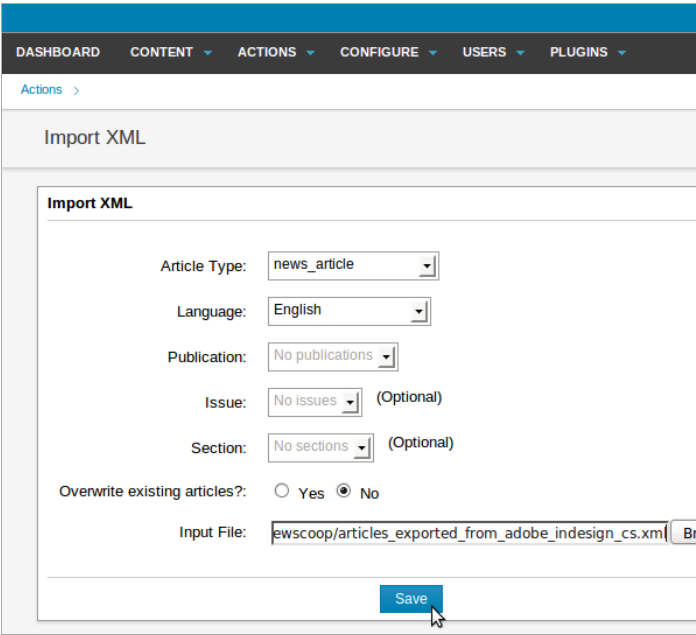 DASHBOARD CONTENT ACTIONS CONFIGURE USERS PLUGINS
Actions >
Import XML
Import XML
Article Type: news_article
Language: English
Publication: No publications
Issue: No issues (Optional)
Section: No sections (Optional)
Overwrite existing articles?: Yes No
Input File: ewscoop/articles_exported_from_adobe_indesign_cs.xml Br
Save